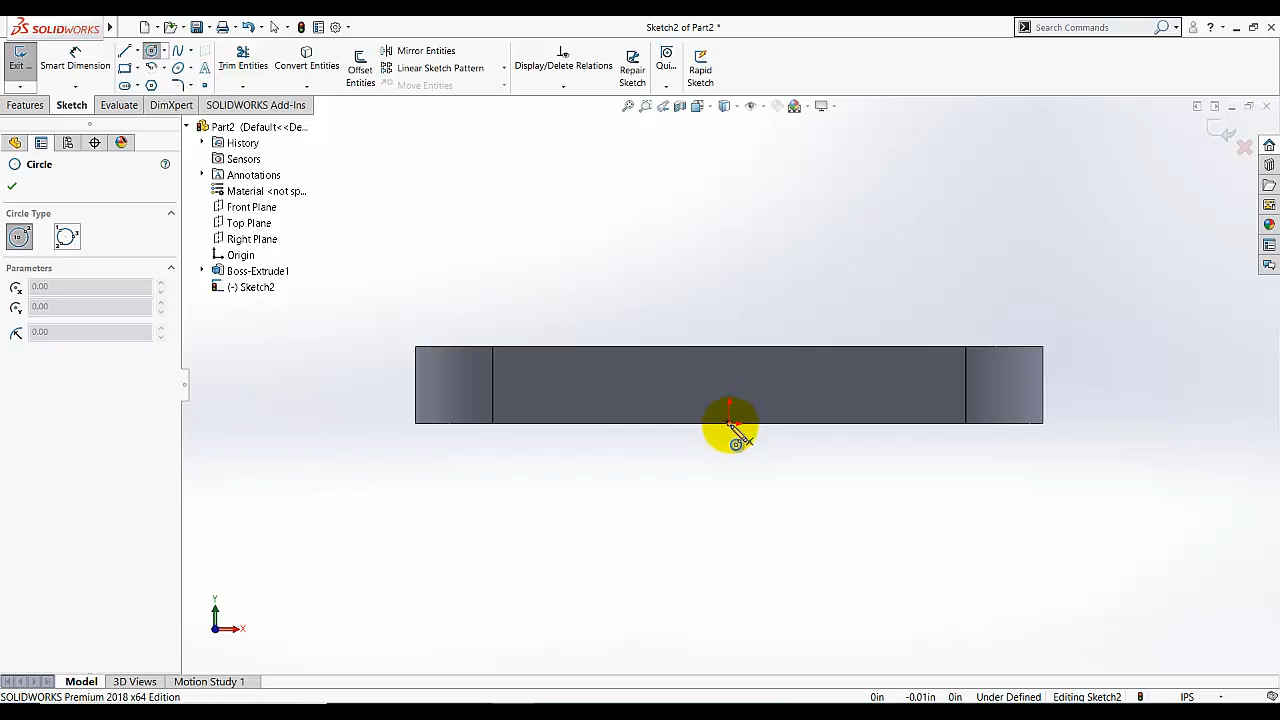 SOLIDWORKS
Sketch2 of Part2 *
Search Commands
?
Exit ...
Smart Dimension
Trim Entities
Convert Entities
Offset Entities
Mirror Entities
Linear Sketch Pattern
Move Entities
Display/Delete Relations
Repair Sketch
Qui...
Rapid Sketch
Features
Sketch
Evaluate
DimXpert
SOLIDWORKS Add-Ins
Circle
Circle Type
Parameters
0.00
0.00
0.00
Part2 (Default<<De...
History
Sensors
Annotations
Material <not sp...
Front Plane
Top Plane
Right Plane
Origin
Boss-Extrude1
(-) Sketch2
Y
X
Model
3D Views
Motion Study 1
SOLIDWORKS Premium 2018 x64 Edition
0in
-0.01in
0in
Under Defined
Editing Sketch2
IPS
-